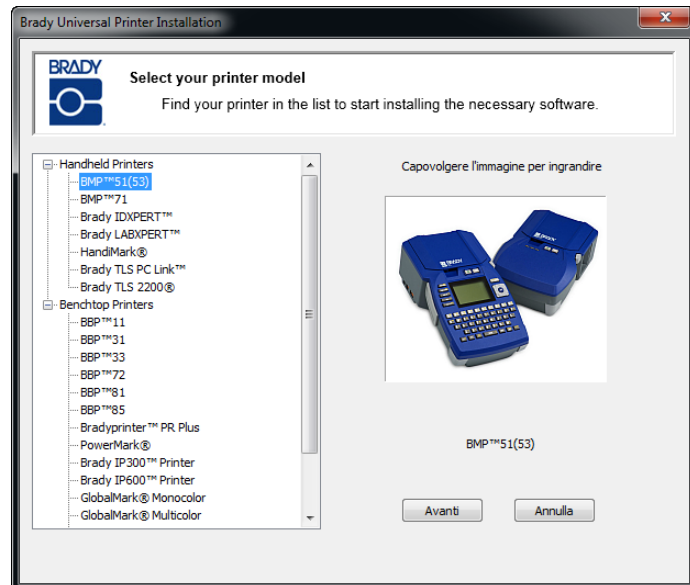 Brady Universal Printer Installation
BRADY
Select your printer model
Find your printer in the list to start installing the necessary software.
Handheld Printers
BMP™51(53)
BMP™71
Brady IDXPERT™
Brady LABXPERT™
HandiMark®
Brady TLS PC Link™
Brady TLS 2200®
Benchtop Printers
BBP™11
BBP™31
BBP™33
BBP™72
BBP™81
BBP™85
Bradyprinter™ PR Plus
PowerMark®
Brady IP300™ Printer
Brady IP600™ Printer
GlobalMark® Monocolor
GlobalMark® Multicolor
Capovolgere l'immagine per ingrandire
BMP™51(53)
Avanti
Annulla